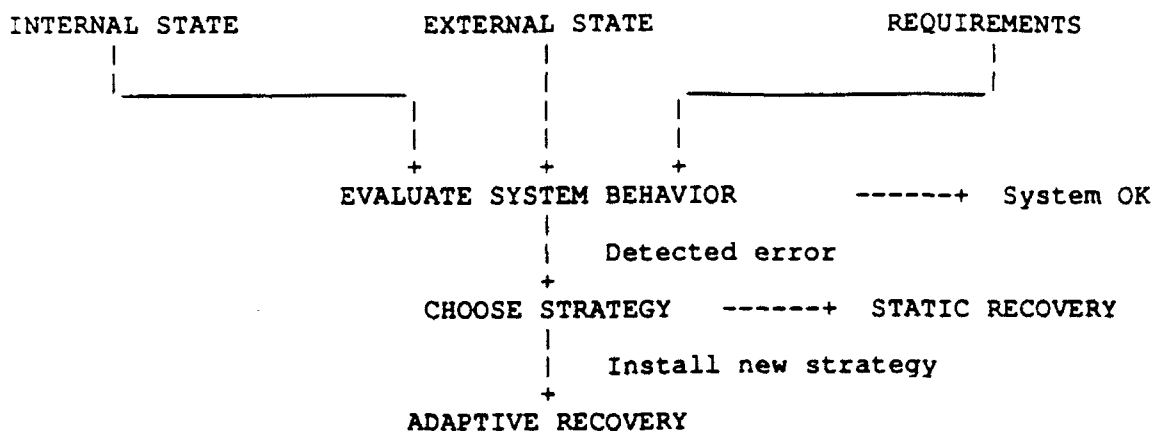 INTERNAL STATE EXTERNAL STATE REQUIREMENTS
EVALUATE SYSTEM BEHAVIOR ------+ System OK
Detected error
CHOOSE STRATEGY ------+ STATIC RECOVERY
Install new strategy
ADAPTIVE RECOVERY